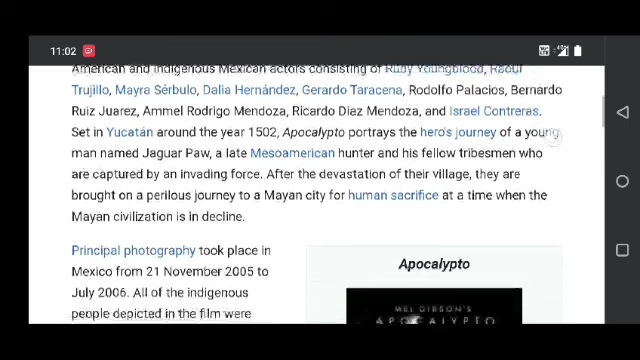 11:02
American and Indigenous Mexican actors consisting of Rudy Youngblood, Raoul
Trujillo, Mayra Sérbulo, Dalia Hernández, Gerardo Taracena, Rodolfo Palacios, Bernardo
Ruiz Juarez, Ammel Rodrigo Mendoza, Ricardo Diaz Mendoza, and Israel Contreras.
Set in Yucatán around the year 1502, Apocalypto portrays the hero's journey of a young
man named Jaguar Paw, a late Mesoamerican hunter and his fellow tribesmen who
are captured by an invading force. After the devastation of their village, they are
brought on a perilous journey to a Mayan city for human sacrifice at a time when the
Mayan civilization is in decline.
Principal photography took place in
Mexico from 21 November 2005 to
July 2006. All of the indigenous
people depicted in the film were
Apocalypto
MEL GIBSON'S
APOCALYPTO